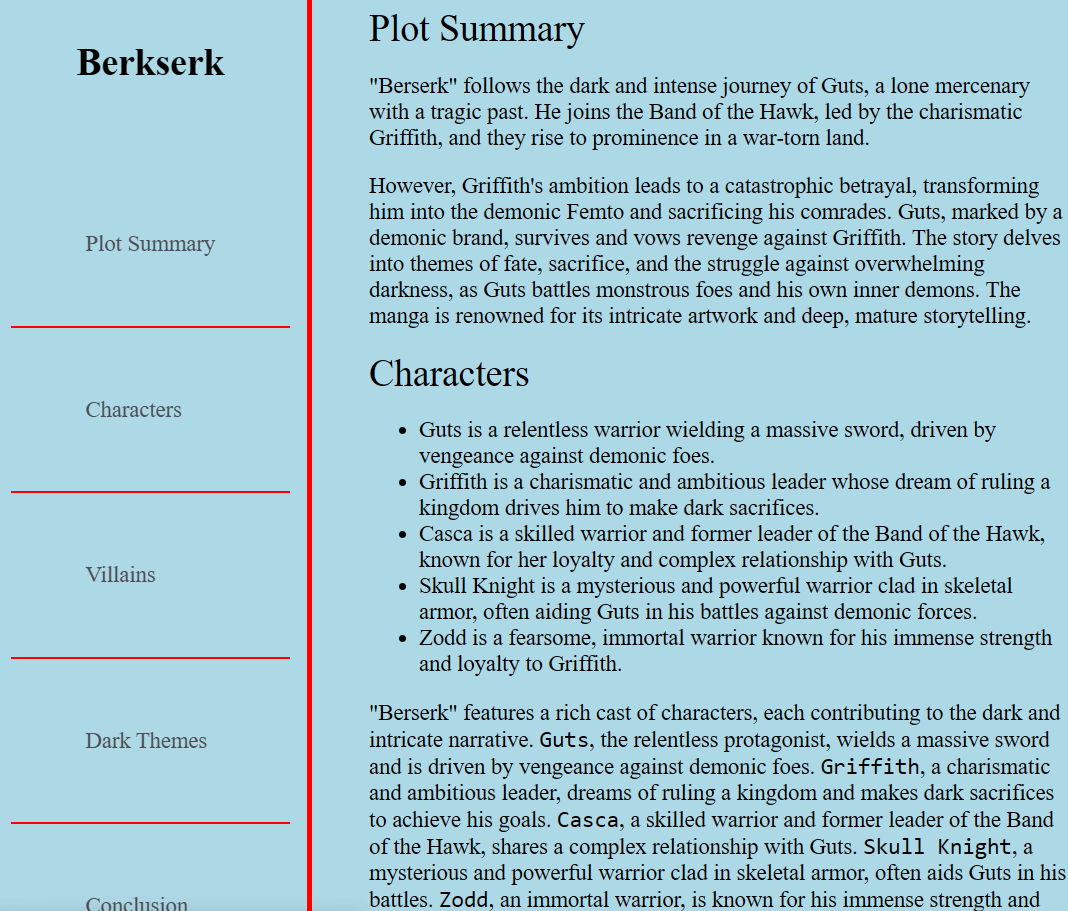 Berkserk
Plot Summary
Characters
Villains
Dark Themes
Conclusion
Plot Summary
"Berserk" follows the dark and intense journey of Guts, a lone mercenary
with a tragic past. He joins the Band of the Hawk, led by the charismatic
Griffith, and they rise to prominence in a war-torn land.
However, Griffith's ambition leads to a catastrophic betrayal, transforming
him into the demonic Femto and sacrificing his comrades. Guts, marked by a
demonic brand, survives and vows revenge against Griffith. The story delves
into themes of fate, sacrifice, and the struggle against overwhelming
darkness, as Guts battles monstrous foes and his own inner demons. The
manga is renowned for its intricate artwork and deep, mature storytelling.
Characters
• Guts is a relentless warrior wielding a massive sword, driven by
vengeance against demonic foes.
• Griffith is a charismatic and ambitious leader whose dream of ruling a
kingdom drives him to make dark sacrifices.
• Casca is a skilled warrior and former leader of the Band of the Hawk,
known for her loyalty and complex relationship with Guts.
• Skull Knight is a mysterious and powerful warrior clad in skeletal
armor, often aiding Guts in his battles against demonic forces.
• Zodd is a fearsome, immortal warrior known for his immense strength
and loyalty to Griffith.
"Berserk" features a rich cast of characters, each contributing to the dark and
intricate narrative. Guts, the relentless protagonist, wields a massive sword
and is driven by vengeance against demonic foes. Griffith, a charismatic
and ambitious leader, dreams of ruling a kingdom and makes dark sacrifices
to achieve his goals. Casca, a skilled warrior and former leader of the Band
of the Hawk, shares a complex relationship with Guts. Skull Knight, a
mysterious and powerful warrior clad in skeletal armor, often aids Guts in his
battles. Zodd, an immortal warrior, is known for his immense strength and